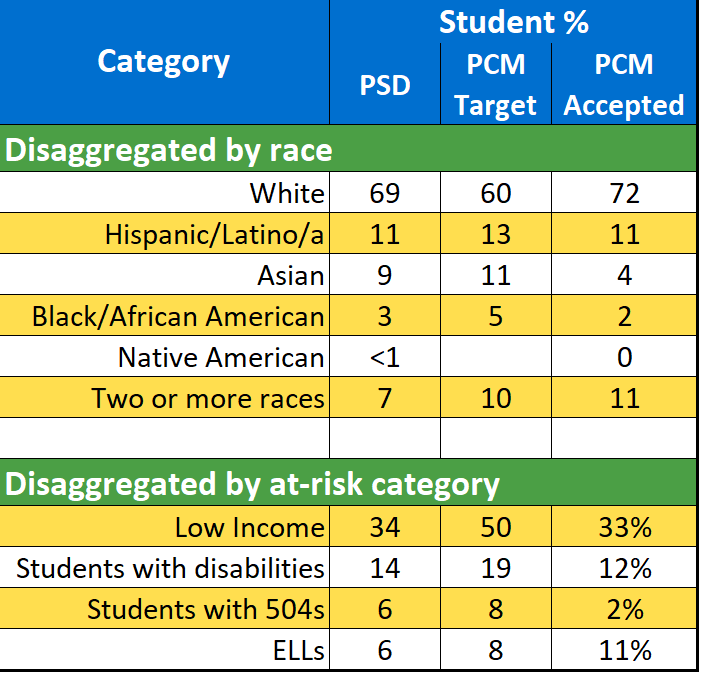 Category
Student %
PSD
PCM Target
PCM Accepted
Disaggregated by race
White 69 60 72
Hispanic/Latino/a 11 13 11
Asian 9 11 4
Black/African American 3 5 2
Native American <1 0
Two or more races 7 10 11
Disaggregated by at-risk category
Low Income 34 50 33%
Students with disabilities 14 19 12%
Students with 504s 6 8 2%
ELLs 6 8 11%